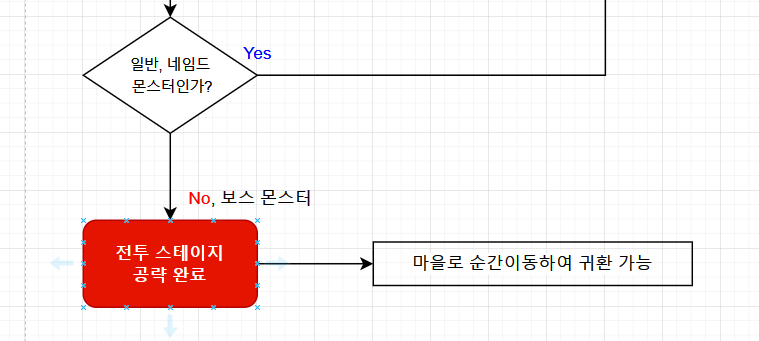 Yes
일반, 네임드
몬스터인가?
No, 보스 몬스터
전투 스테이지
공략 완료
마을로 순간이동하여 귀환 가능